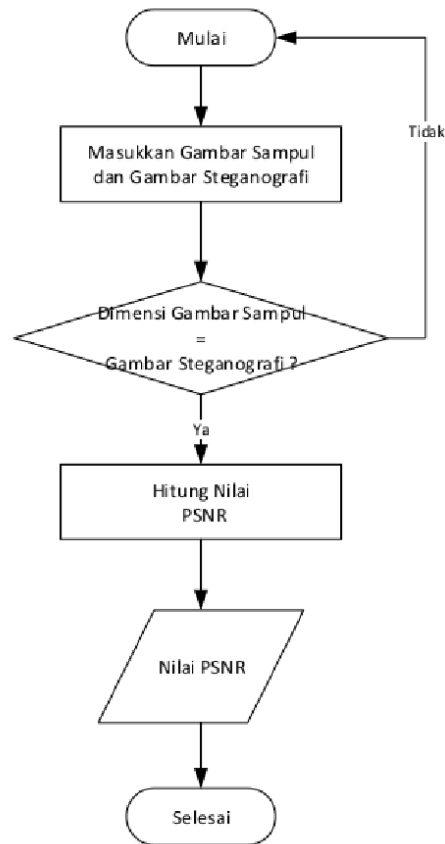 Mulai
Tidak
Masukkan Gambar Sampul
dan Gambar Steganografi
Dimensi Gambar Sampul
=
Gambar Steganografi ?
Ya
Hitung Nilai
PSNR
Nilai PSNR
Selesai